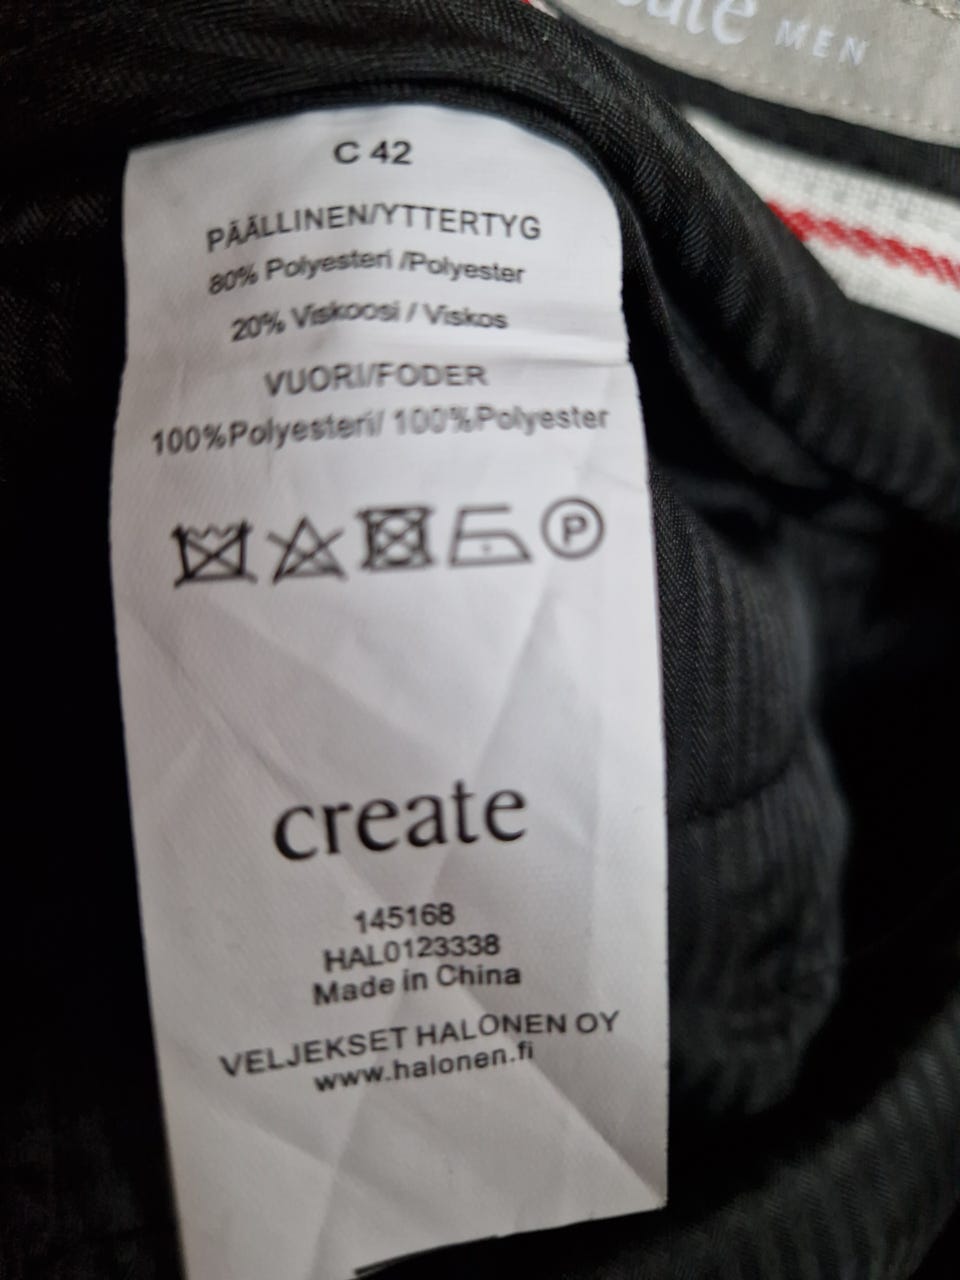 MEN
C 42
PÄÄLLINEN/YTTERTYG
80% Polyesteri /Polyester
20% Viskoosi / Viskos
VUORI/FODER
100%Polyesteri/ 100%Polyester
P
create
145168
HAL0123338
Made in China
VELJEKSET HALONEN OY
www.halonen.fi